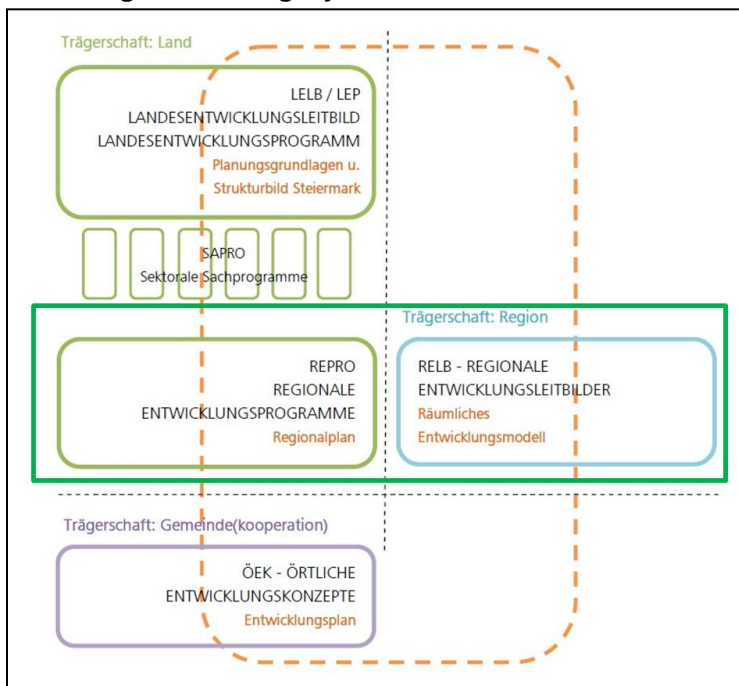 Trägerschaft: Land
LELB / LEP
LANDESENTWICKLUNGSLEITBILD
LANDESENTWICKLUNGSPROGRAMM
Planungsgrundlagen u.
Strukturbild Steiermark
SAPRO
Sektorale Sachprogramme
Trägerschaft: Region
REPRO
REGIONALE
ENTWICKLUNGSPROGRAMME
Regionalplan
RELB - REGIONALE
ENTWICKLUNGSLEITBILDER
Räumliches
Entwicklungsmodell
Trägerschaft: Gemeinde(kooperation)
ÖEK - ÖRTLICHE
ENTWICKLUNGSKONZEPTE
Entwicklungsplan